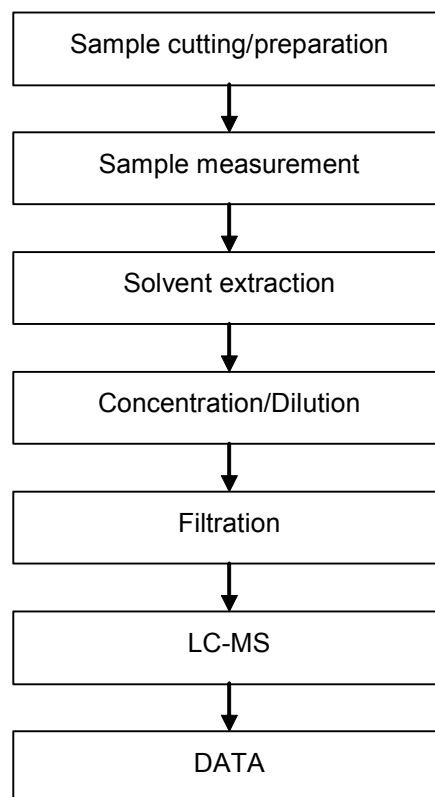 Sample cutting/preparation
Sample measurement
Solvent extraction
Concentration/Dilution
Filtration
LC-MS
DATA